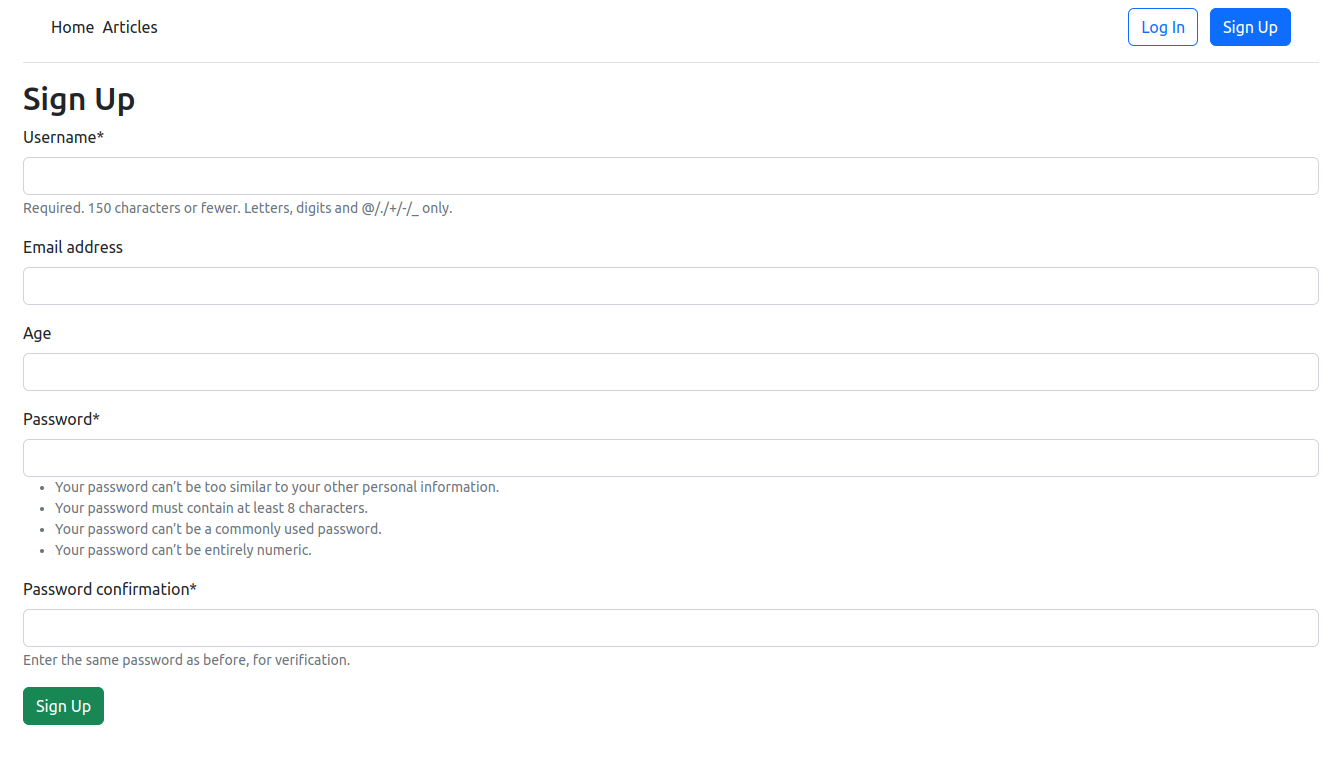 Home Articles Log In Sign Up
Sign Up
Username*
Required. 150 characters or fewer. Letters, digits and @/./+/-/_ only.
Email address
Age
Password*
• Your password can’t be too similar to your other personal information.
• Your password must contain at least 8 characters.
• Your password can’t be a commonly used password.
• Your password can’t be entirely numeric.
Password confirmation*
Enter the same password as before, for verification.
Sign Up